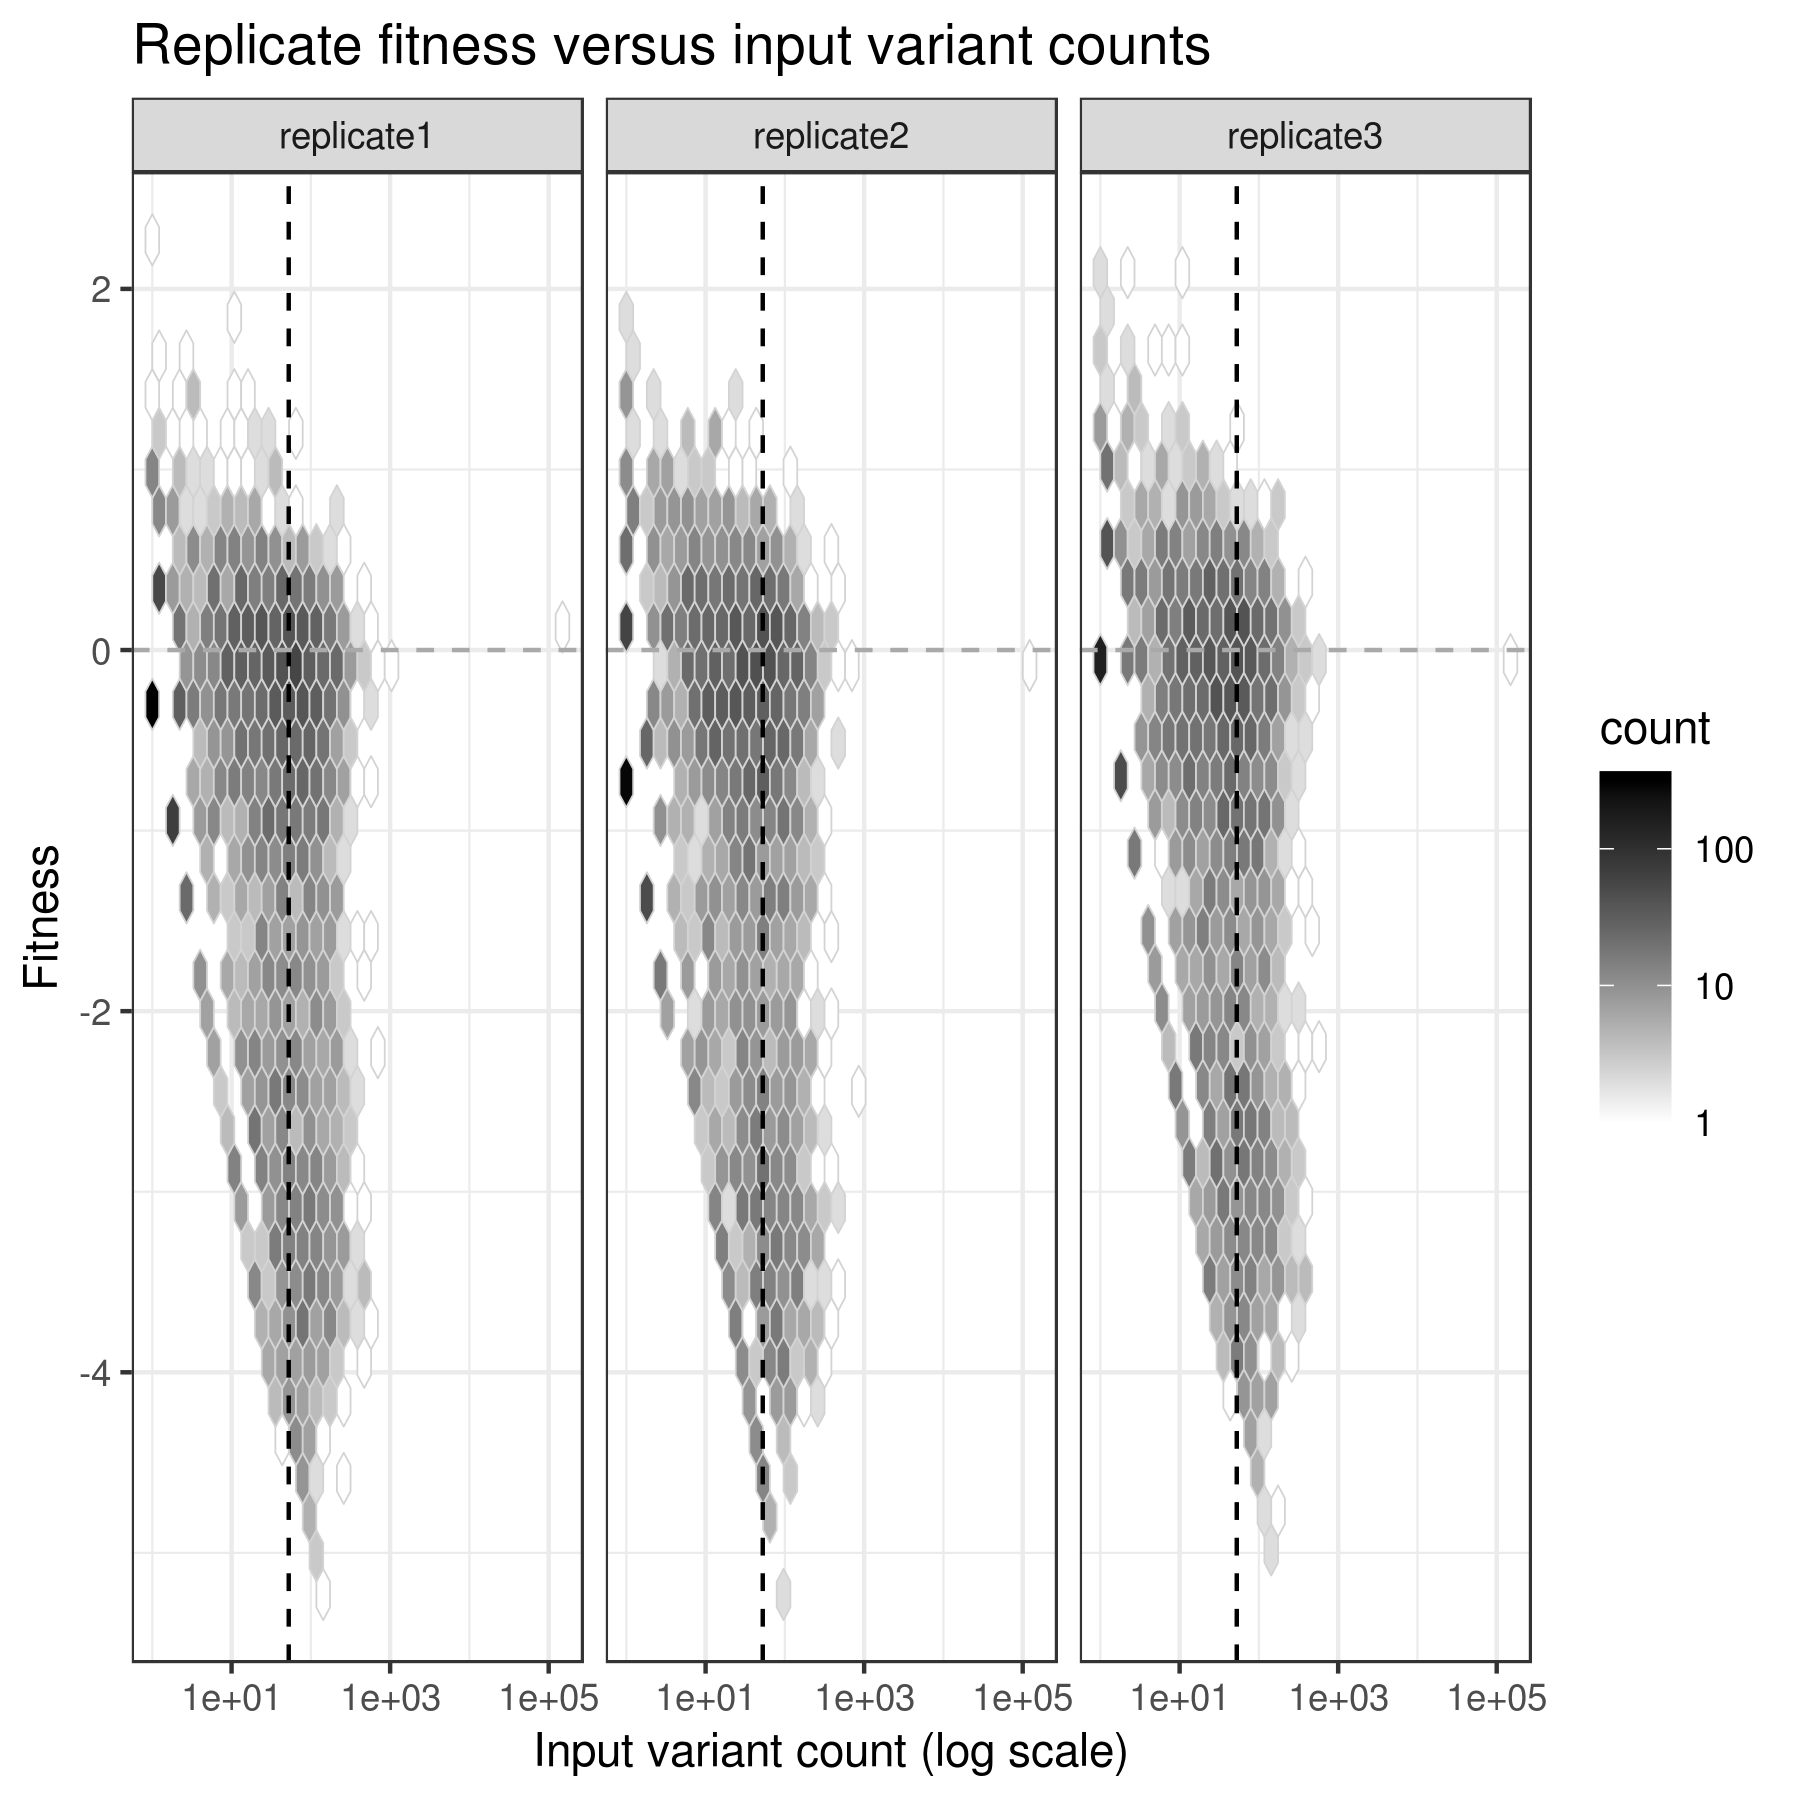 Replicate fitness versus input variant counts
replicate1 replicate2 replicate3
2
0
-2
-4
Fitness
1e+01 1e+03 1e+05 1e+01 1e+03 1e+05 1e+01 1e+03 1e+05
Input variant count (log scale)
count
100
10
1